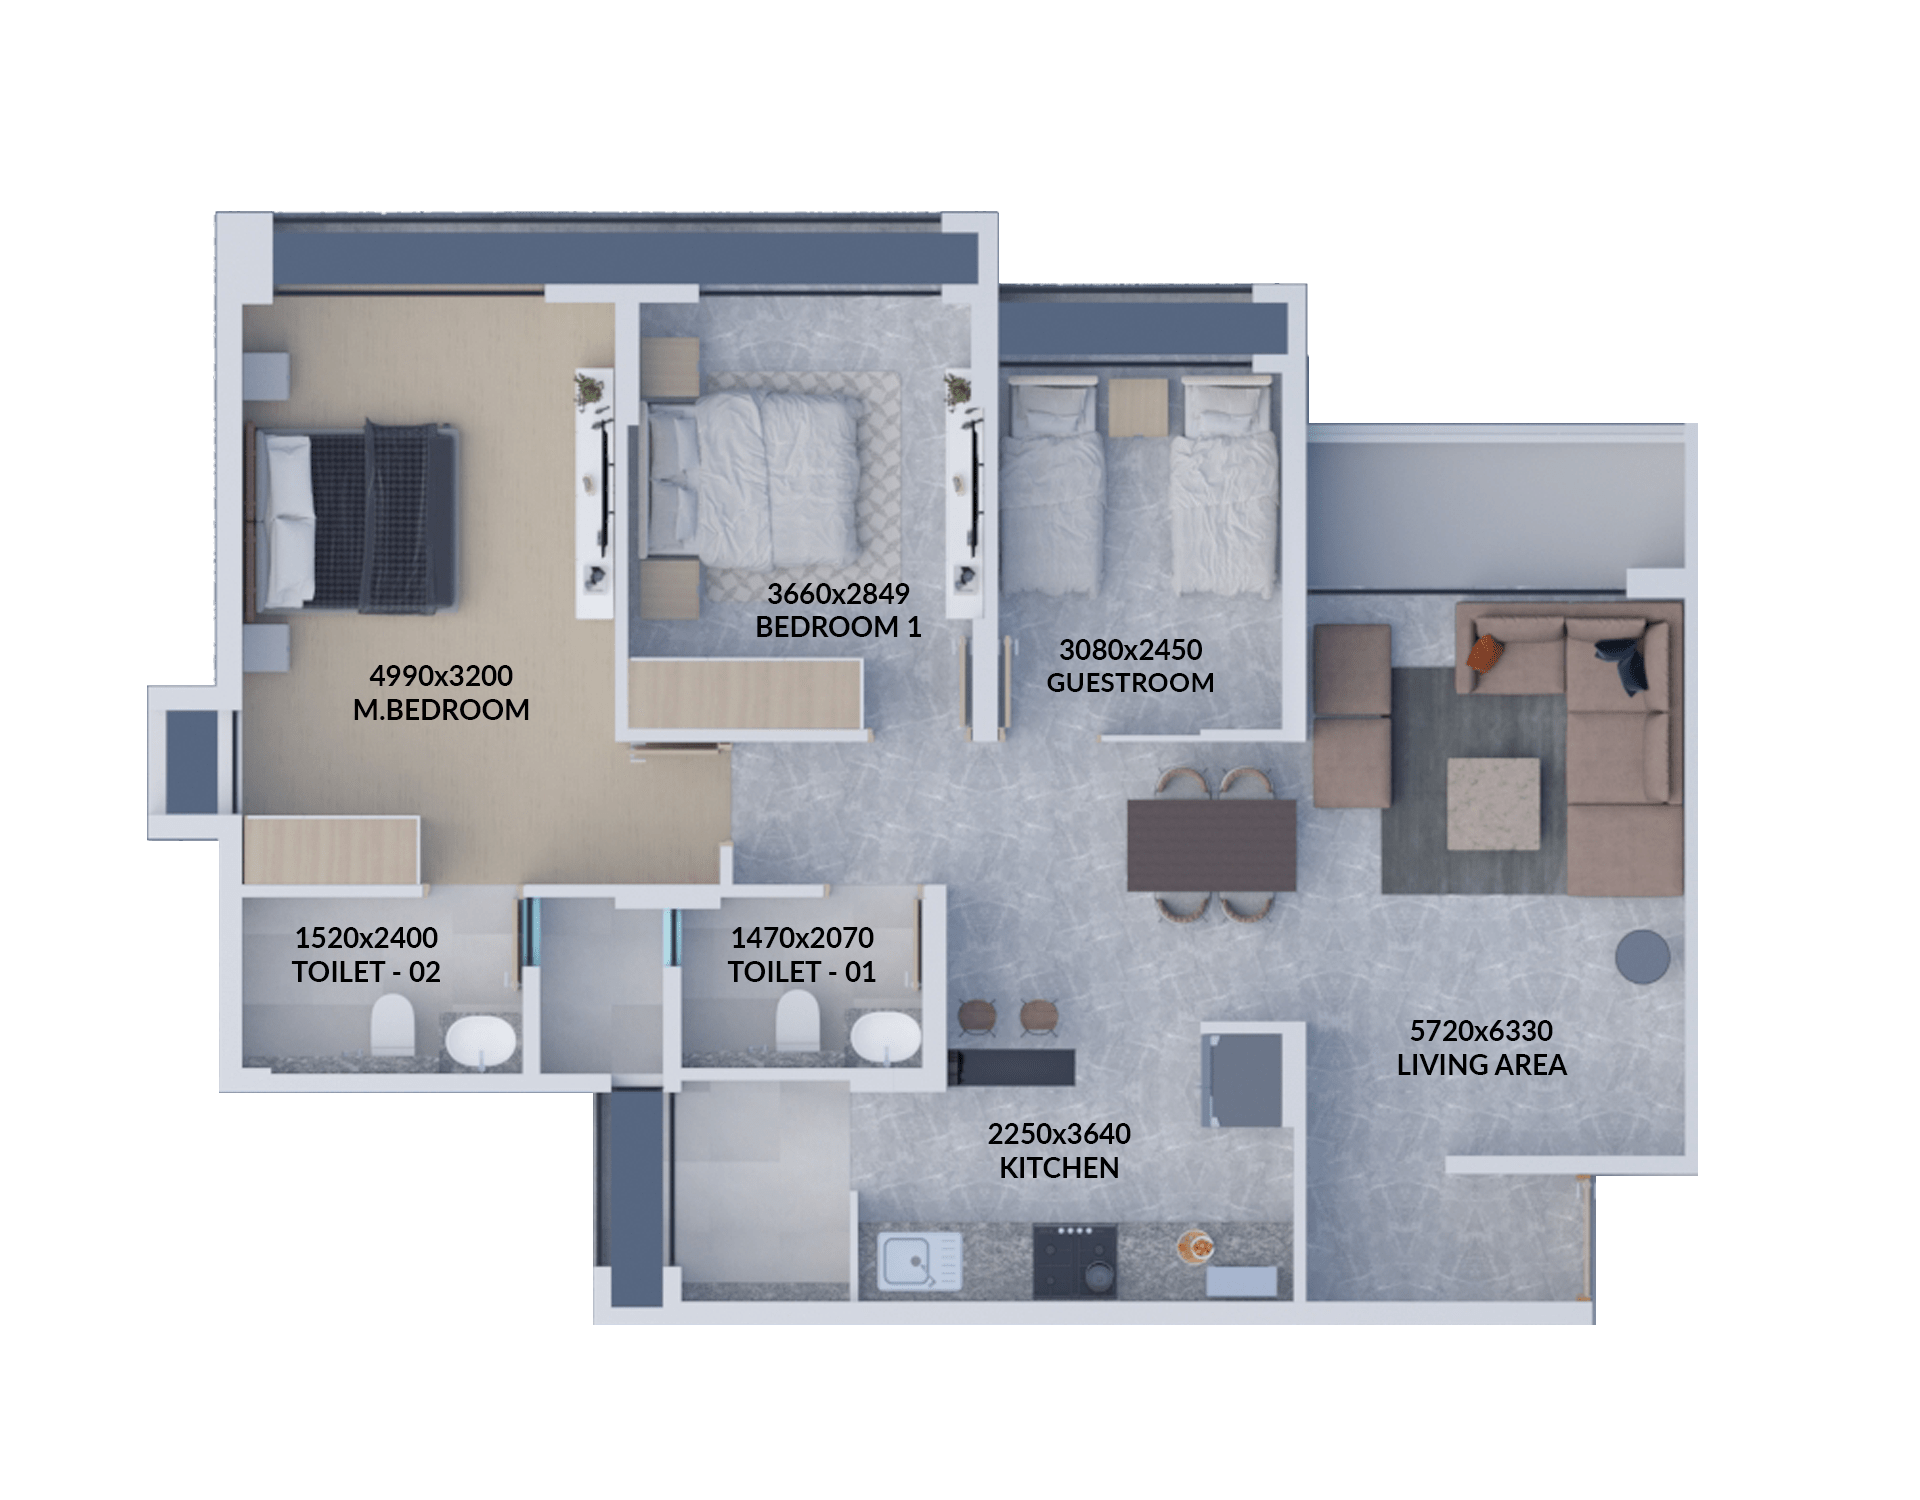 3660x2849
BEDROOM 1
3080x2450
GUESTROOM
4990x3200
M.BEDROOM
1520x2400
TOILET - 02
1470x2070
TOILET - 01
5720x6330
LIVING AREA
2250x3640
KITCHEN